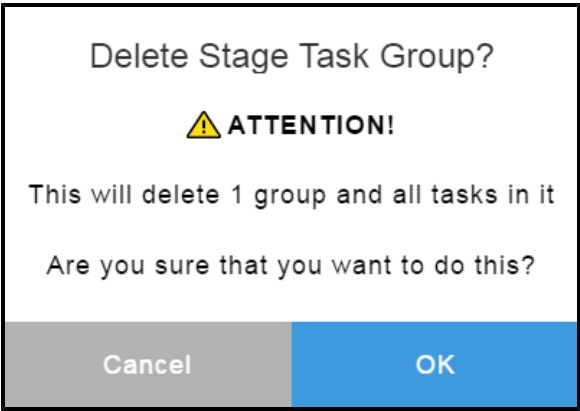 Delete Stage Task Group?
ATTENTION!
This will delete 1 group and all tasks in it
Are you sure that you want to do this?
Cancel
OK